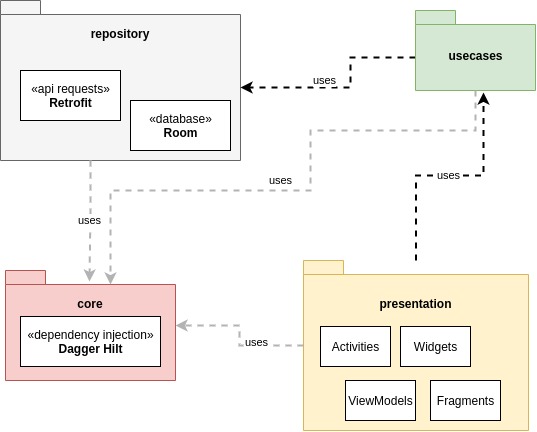 repository
«api requests»
Retrofit
«database»
Room
usecases
uses
uses
uses
uses
core
«dependency injection»
Dagger Hilt
uses
presentation
Activities
Widgets
ViewModels
Fragments